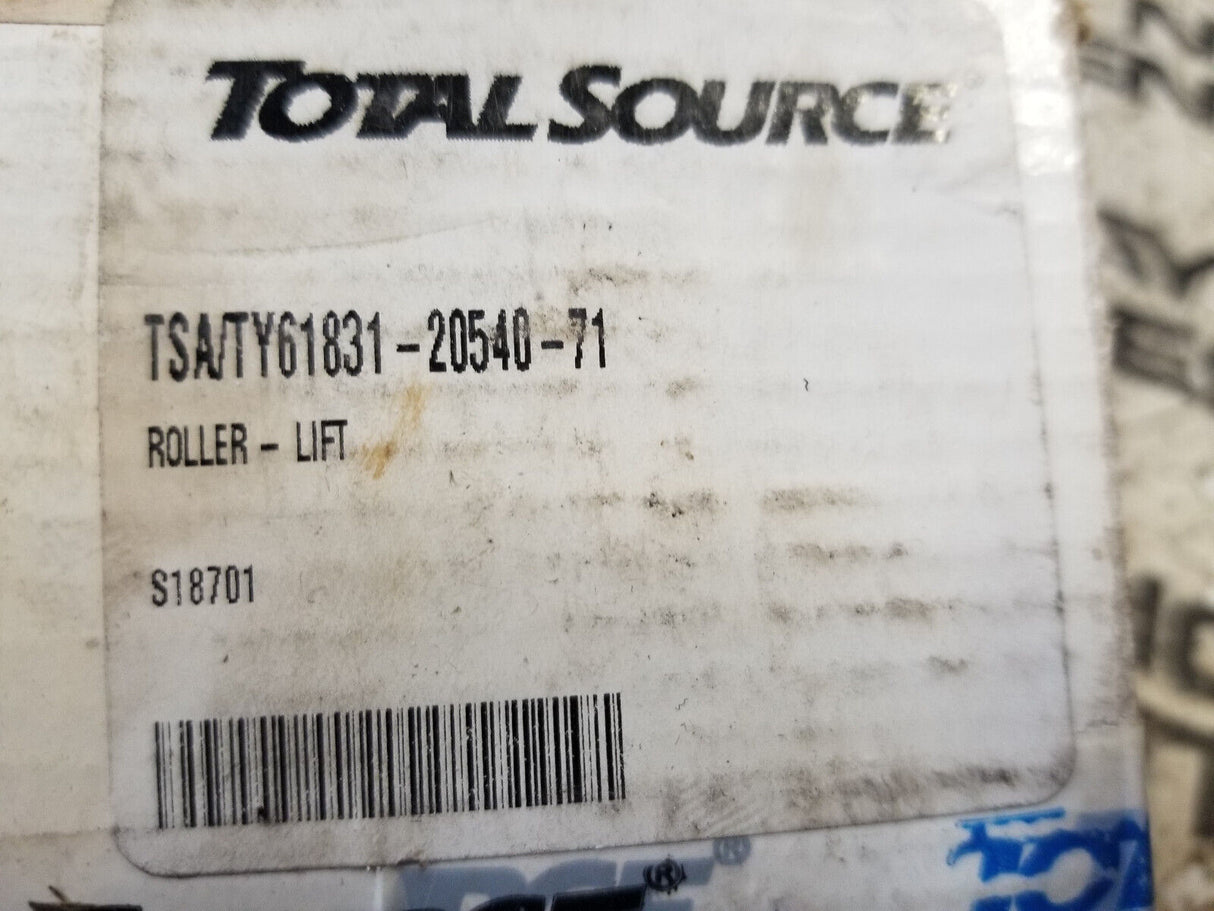 TOTAL SOURCE
TSA/TY61831-20540-71
ROLLER - LIFT
S18701
®
®